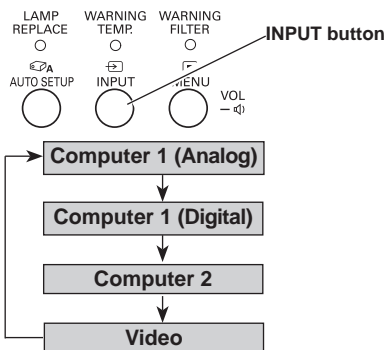 LAMP REPLACE
WARNING TEMP.
WARNING FILTER
INPUT button
A
AUTO SETUP
INPUT
MENU
VOL
–
Computer 1 (Analog)
Computer 1 (Digital)
Computer 2
Video